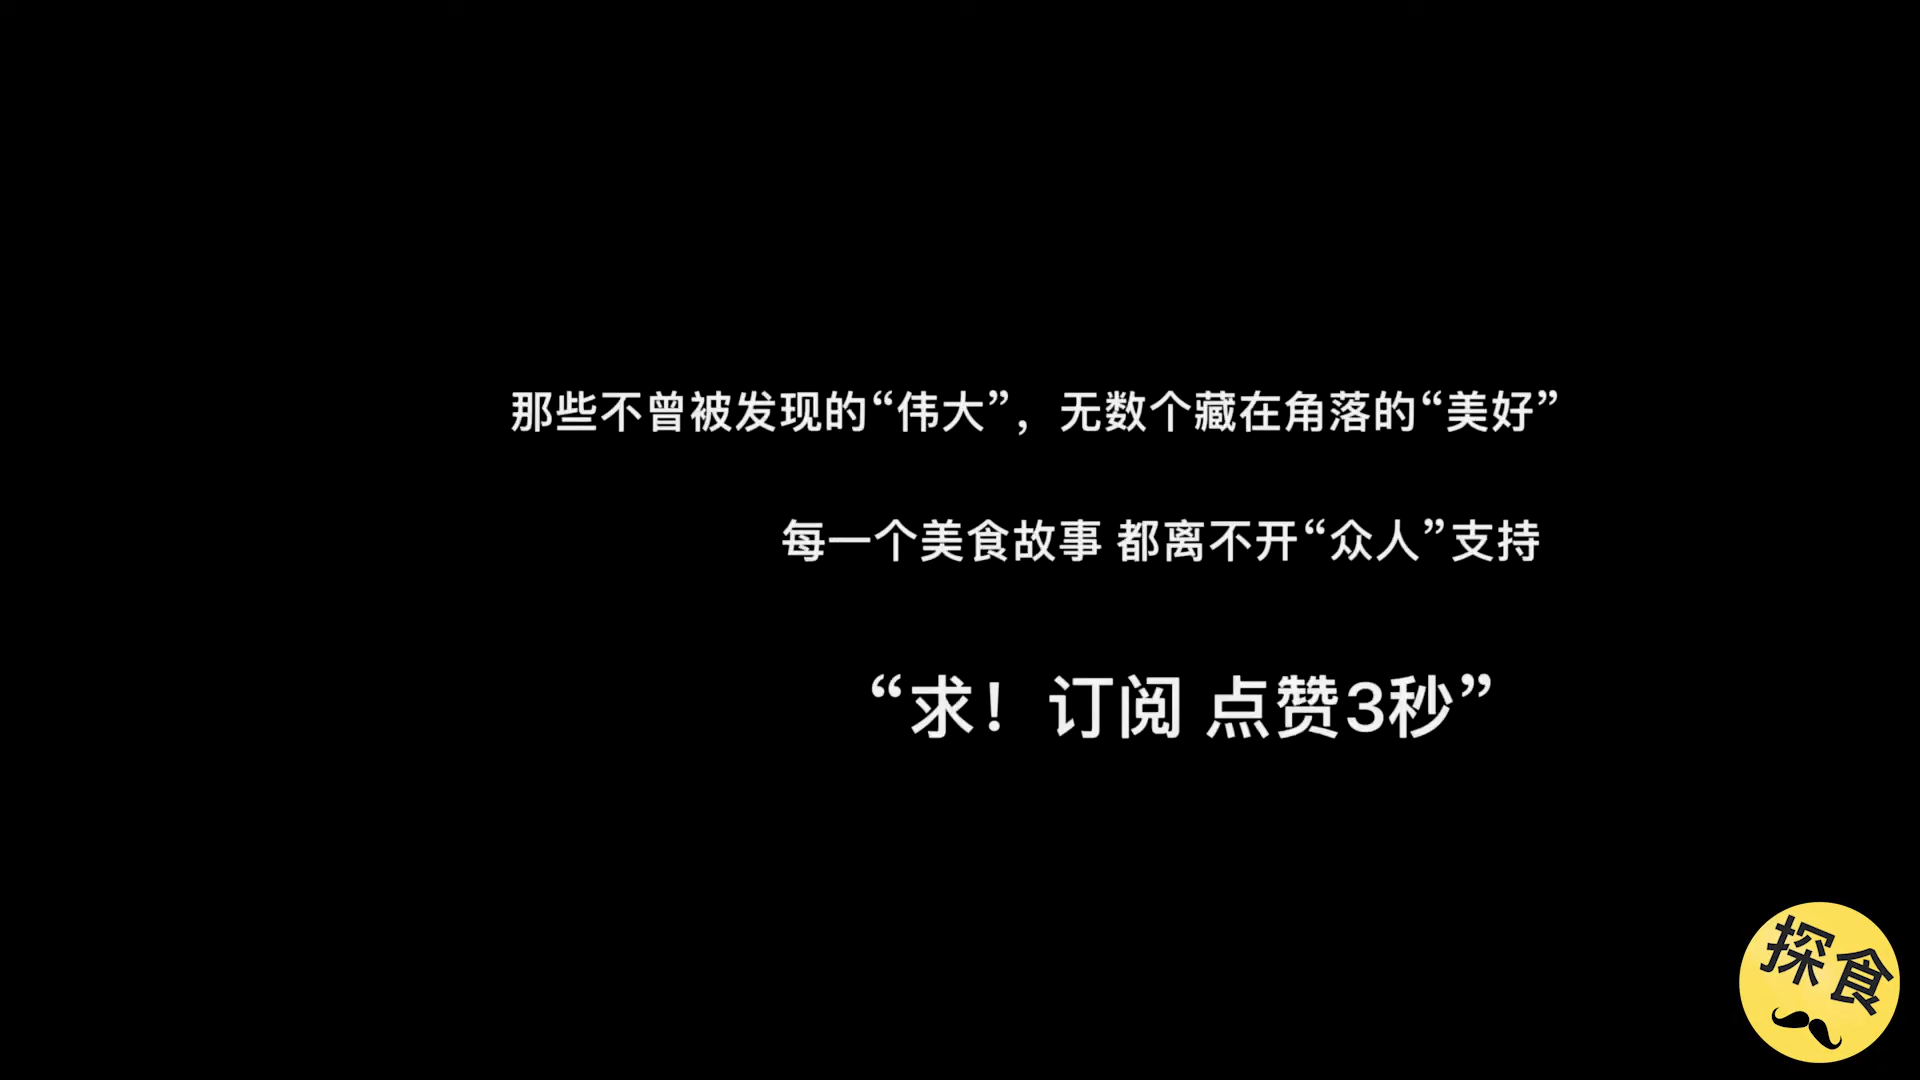 那些不曾被发现的“伟大”，无数个藏在角落的“美好”
每一个美食故事 都离不开“众人”支持
“求！订阅 点赞3秒”
探食